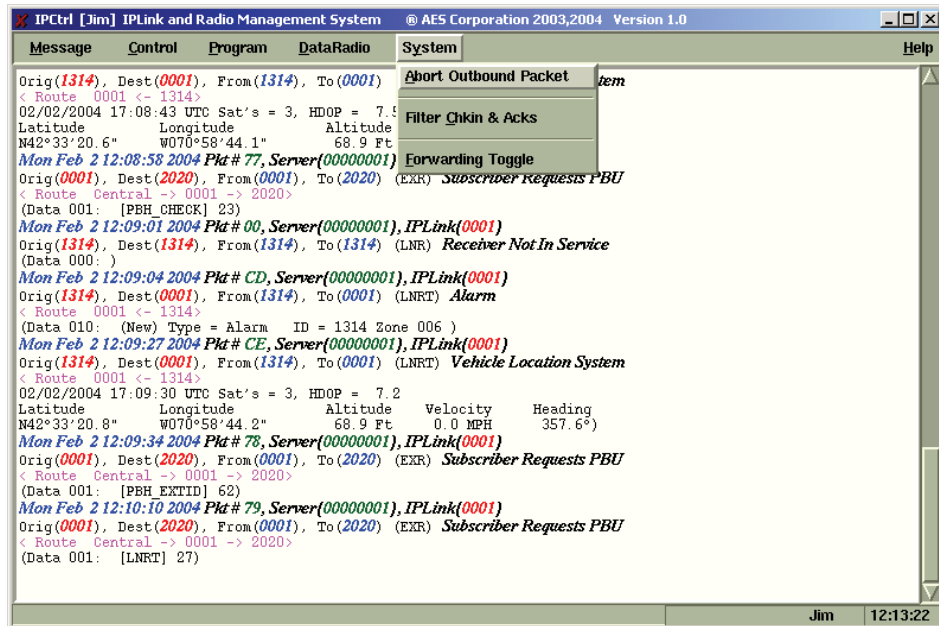 IPCtrl [Jim] IPLink and Radio Management System ® AES Corporation 2003,2004 Version 1.0
Message Control Program DataRadio System Help
Abort Outbound Packet
Filter Chkin & Acks
Forwarding Toggle
Orig(1314), Dest(0001), From(1314), To(0001) tem
< Route 0001 <- 1314>
02/02/2004 17:08:43 UTC Sat's = 3, HDOP = 7.5
Latitude Longitude Altitude
N42°33'20.6" W070°58'44.1" 68.9 Ft
Mon Feb 2 12:08:58 2004 Pkt# 77, Server{00000001}
Orig(0001), Dest(2020), From(0001), To(2020) (EXR) Subscriber Requests PBU
< Route Central -> 0001 -> 2020>
(Data 001: [PBH_CHECK] 23)
Mon Feb 2 12:09:01 2004 Pkt# 00, Server{00000001}, IPLink{0001}
Orig(1314), Dest(1314), From(1314), To(1314) (LNR) Receiver Not In Service
(Data 000: )
Mon Feb 2 12:09:04 2004 Pkt# CD, Server{00000001}, IPLink{0001}
Orig(1314), Dest(0001), From(1314), To(0001) (LNRT) Alarm
< Route 0001 <- 1314>
(Data 010: (New) Type = Alarm ID = 1314 Zone 006 )
Mon Feb 2 12:09:27 2004 Pkt# CE, Server{00000001}, IPLink{0001}
Orig(1314), Dest(0001), From(1314), To(0001) (LNRT) Vehicle Location System
< Route 0001 <- 1314>
02/02/2004 17:09:30 UTC Sat's = 3, HDOP = 7.2
Latitude Longitude Altitude Velocity Heading
N42°33'20.8" W070°58'44.2" 68.9 Ft 0.0 MPH 357.6°)
Mon Feb 2 12:09:34 2004 Pkt# 78, Server{00000001}, IPLink{0001}
Orig(0001), Dest(2020), From(0001), To(2020) (EXR) Subscriber Requests PBU
< Route Central -> 0001 -> 2020>
(Data 001: [PBH_EXTID] 62)
Mon Feb 2 12:10:10 2004 Pkt# 79, Server{00000001}, IPLink{0001}
Orig(0001), Dest(2020), From(0001), To(2020) (EXR) Subscriber Requests PBU
< Route Central -> 0001 -> 2020>
(Data 001: [LNRT] 27)
Jim 12:13:22